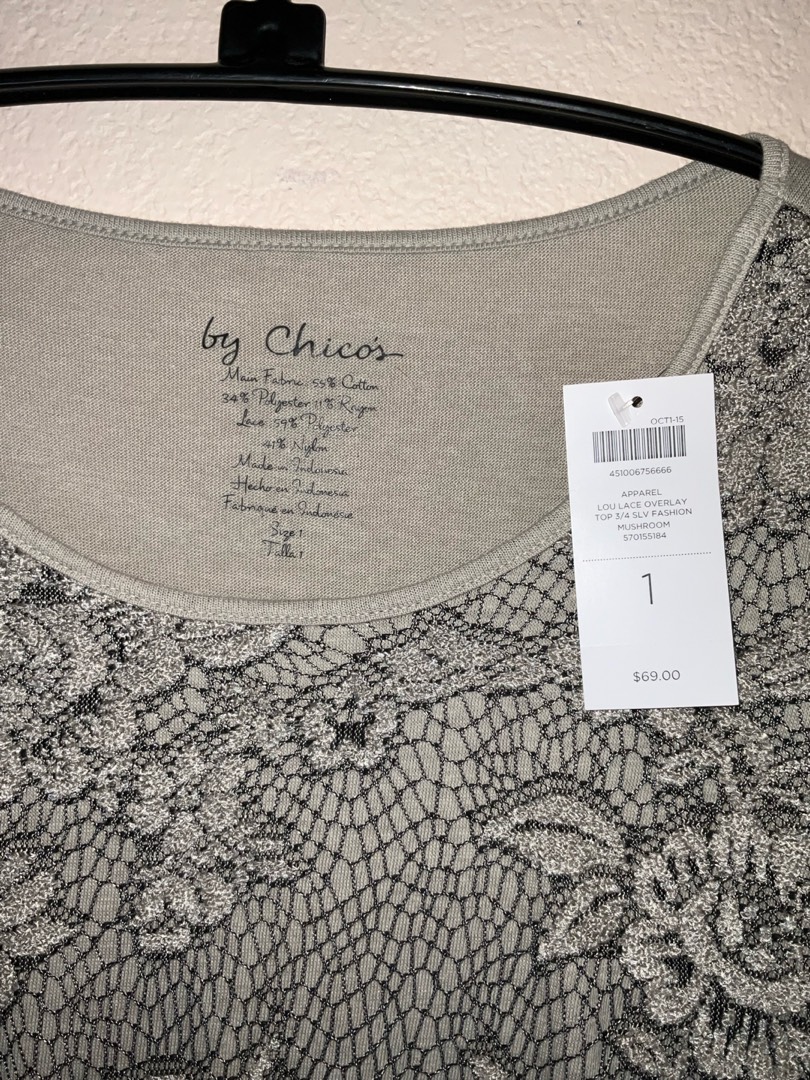 by Chico's
Main Fabric 55% Cotton
34% Polyester 11% Rayon
Lace 59% Polyester
41% Nylon
Made in Indonesia
Hecho en Indonesia
Fabriqué en Indonésie
Size 1
Talla 1
OCT1-15
451006756666
APPAREL
LOU LACE OVERLAY
TOP 3/4 SLV FASHION
MUSHROOM
570155184
1
$69.00